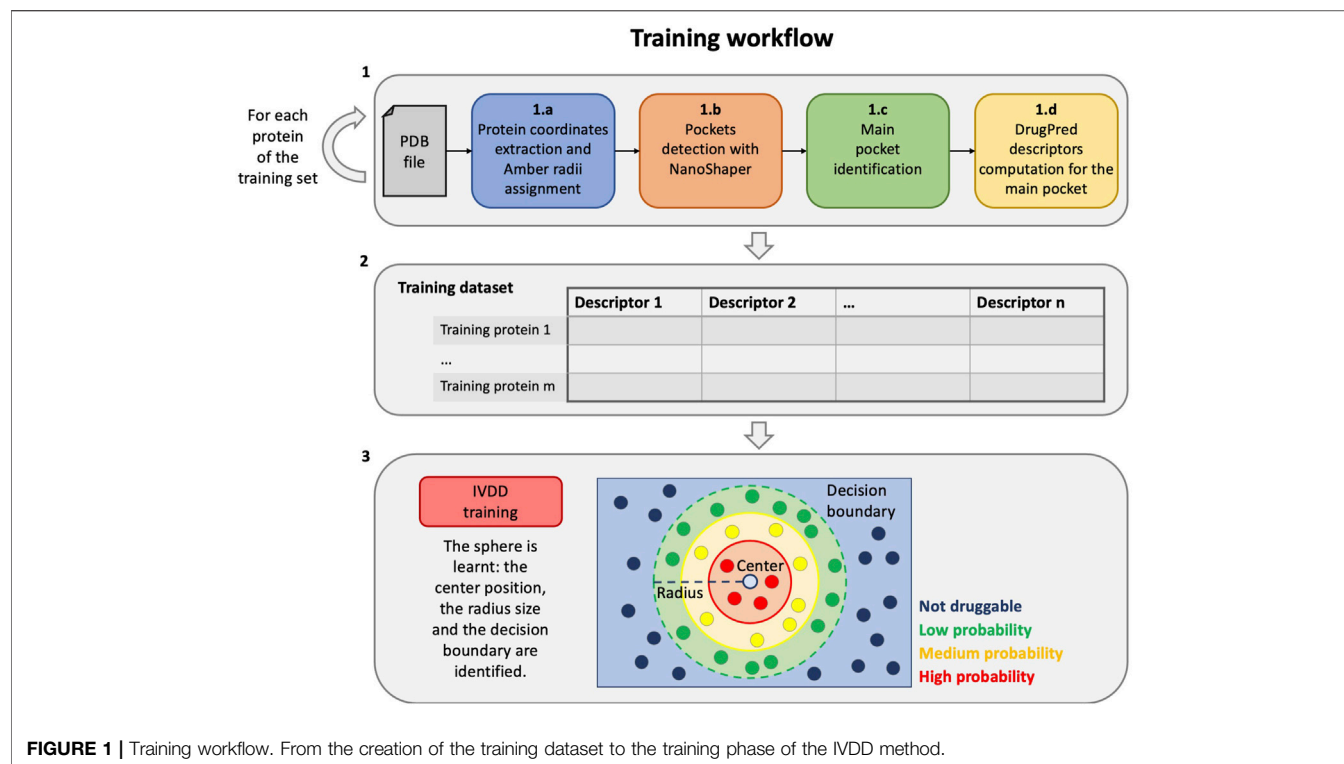 Training workflow
1
For each
protein
of the
training set
PDB
file
1.a
Protein coordinates
extraction and
Amber radii
assignment
1.b
Pockets
detection with
NanoShaper
1.c
Main
pocket
identification
1.d
DrugPred
descriptors
computation for the
main pocket
2
Training dataset
Descriptor 1 Descriptor 2 ... Descriptor n
Training protein 1
...
Training protein m
3
IVDD
training
The sphere is
learnt: the
center position,
the radius size
and the decision
boundary are
identified.
Decision
boundary
Center
Radius
Not druggable
Low probability
Medium probability
High probability
FIGURE 1 | Training workflow. From the creation of the training dataset to the training phase of the IVDD method.